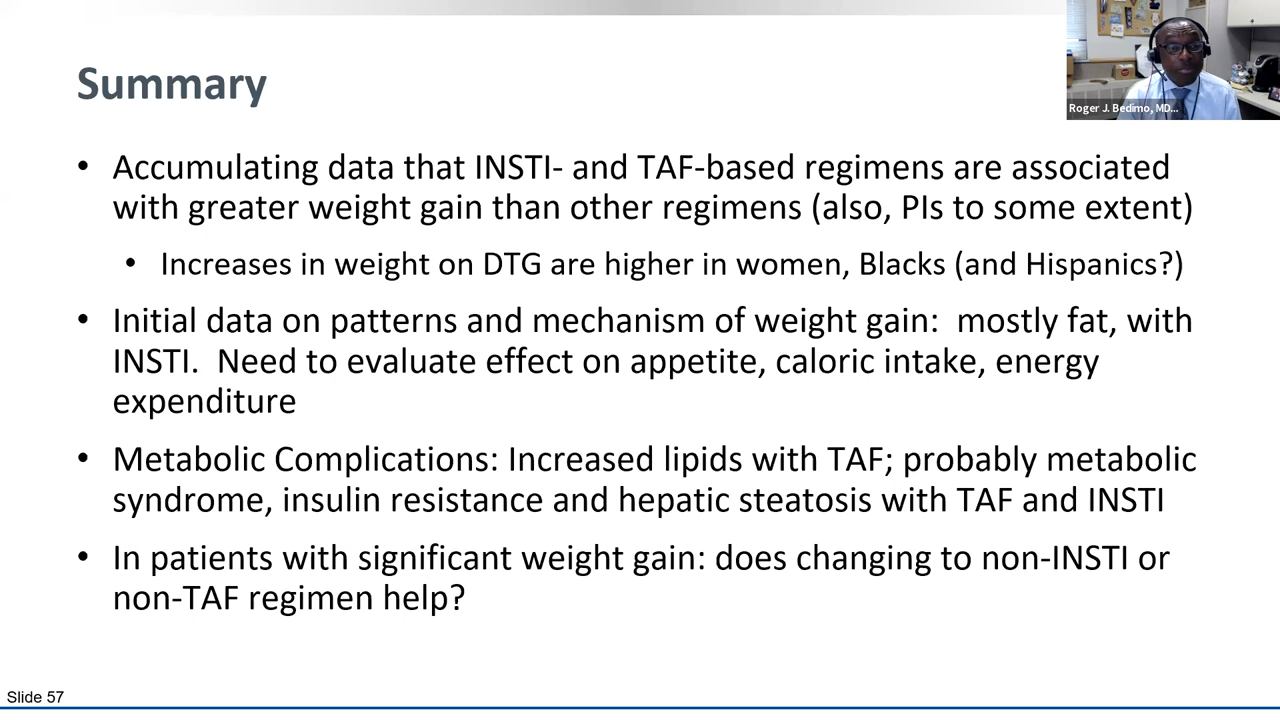 Summary
Roger J. Bedimo, MD...
• Accumulating data that INSTI- and TAF-based regimens are associated
with greater weight gain than other regimens (also, PIs to some extent)
• Increases in weight on DTG are higher in women, Blacks (and Hispanics?)
• Initial data on patterns and mechanism of weight gain:  mostly fat, with
INSTI.  Need to evaluate effect on appetite, caloric intake, energy
expenditure
• Metabolic Complications: Increased lipids with TAF; probably metabolic
syndrome, insulin resistance and hepatic steatosis with TAF and INSTI
• In patients with significant weight gain: does changing to non-INSTI or
non-TAF regimen help?
Slide 57